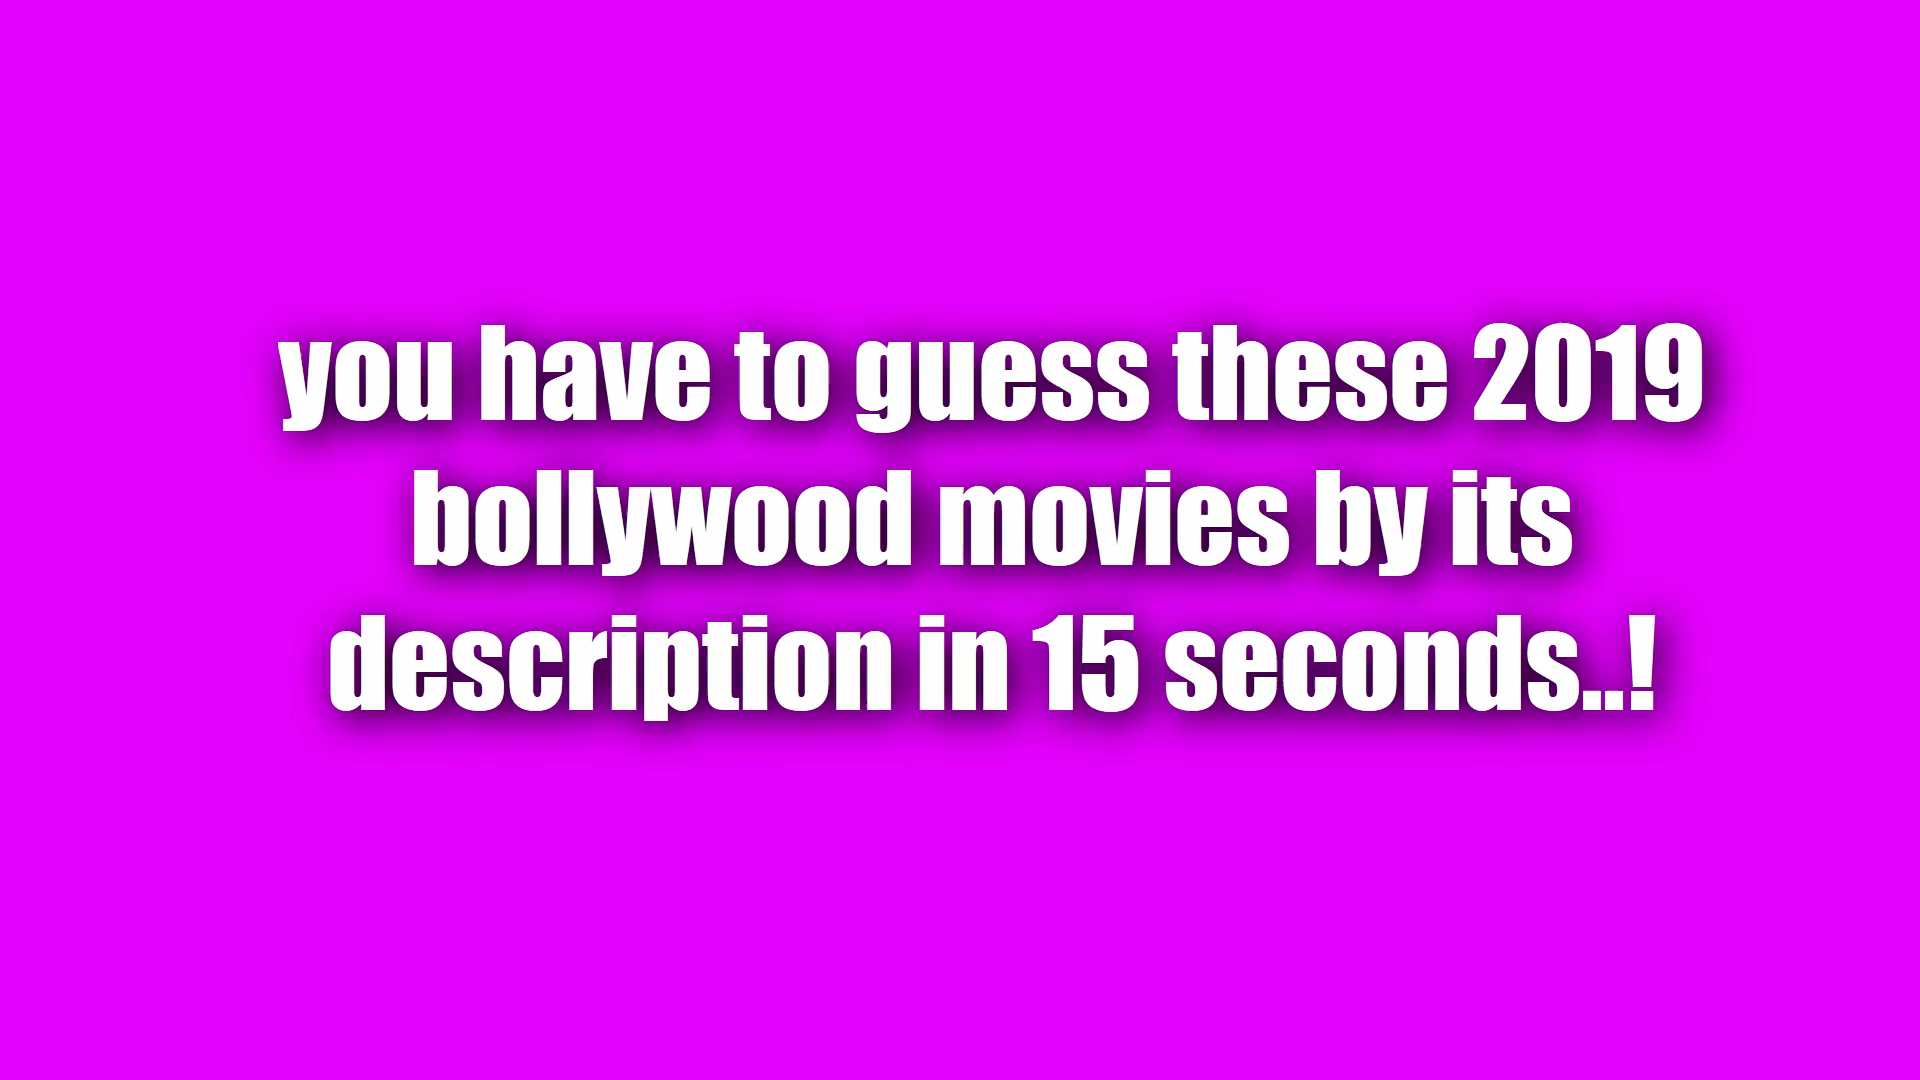 you have to guess these 2019
bollywood movies by its
description in 15 seconds..!